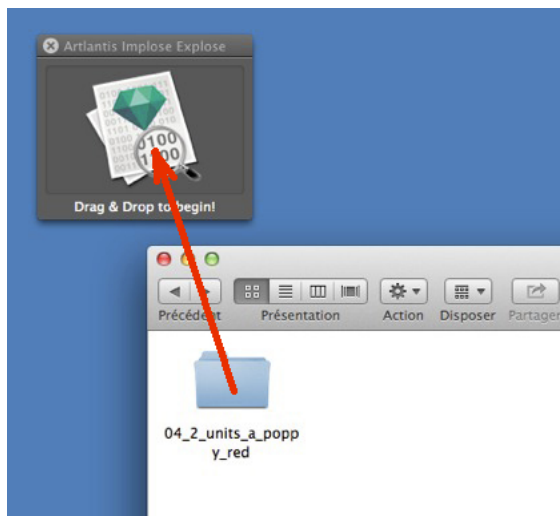 Artlantis Implose Explose
0100
1100
Drag & Drop to begin!
Précédent Présentation Action Disposer Partager
04_2_units_a_popp
y_red